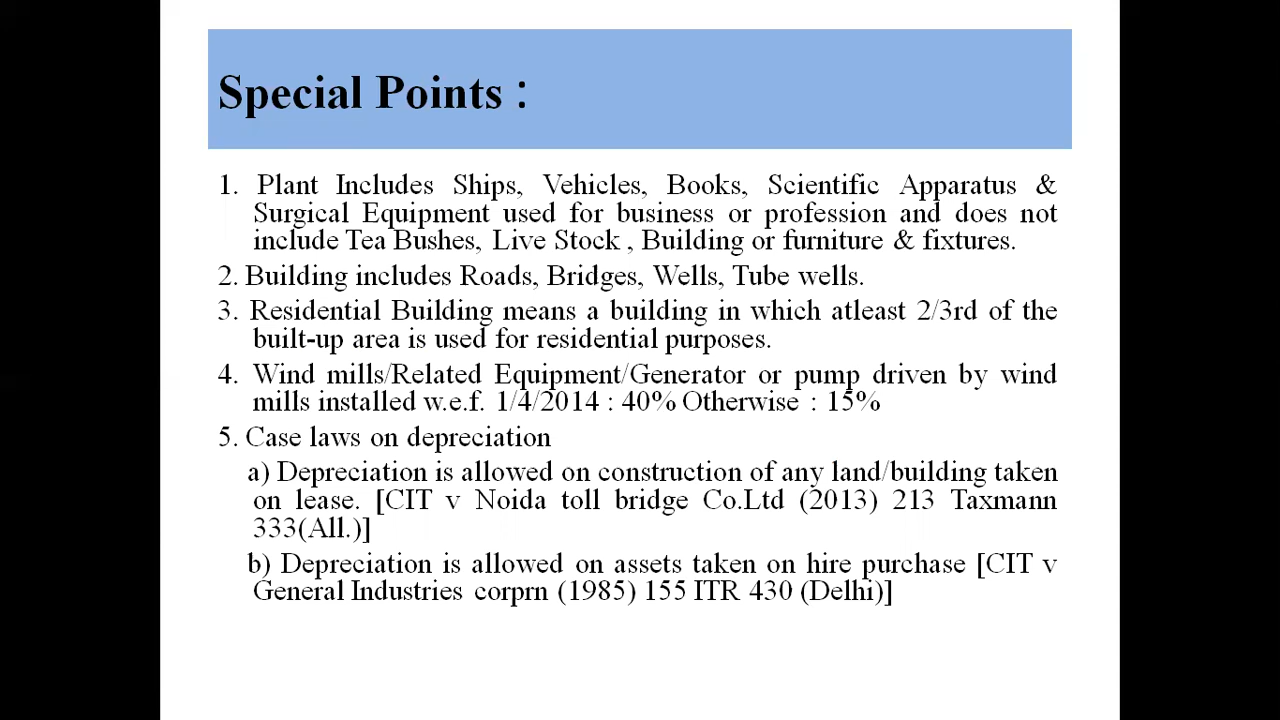 Special Points :
1. Plant Includes Ships, Vehicles, Books, Scientific Apparatus &
Surgical Equipment used for business or profession and does not
include Tea Bushes, Live Stock , Building or furniture & fixtures.
2. Building includes Roads, Bridges, Wells, Tube wells.
3. Residential Building means a building in which atleast 2/3rd of the
built-up area is used for residential purposes.
4. Wind mills/Related Equipment/Generator or pump driven by wind
mills installed w.e.f. 1/4/2014 : 40% Otherwise : 15%
5. Case laws on depreciation
a) Depreciation is allowed on construction of any land/building taken
on lease. [CIT v Noida toll bridge Co.Ltd (2013) 213 Taxmann
333(All.)]
b) Depreciation is allowed on assets taken on hire purchase [CIT v
General Industries corprn (1985) 155 ITR 430 (Delhi)]